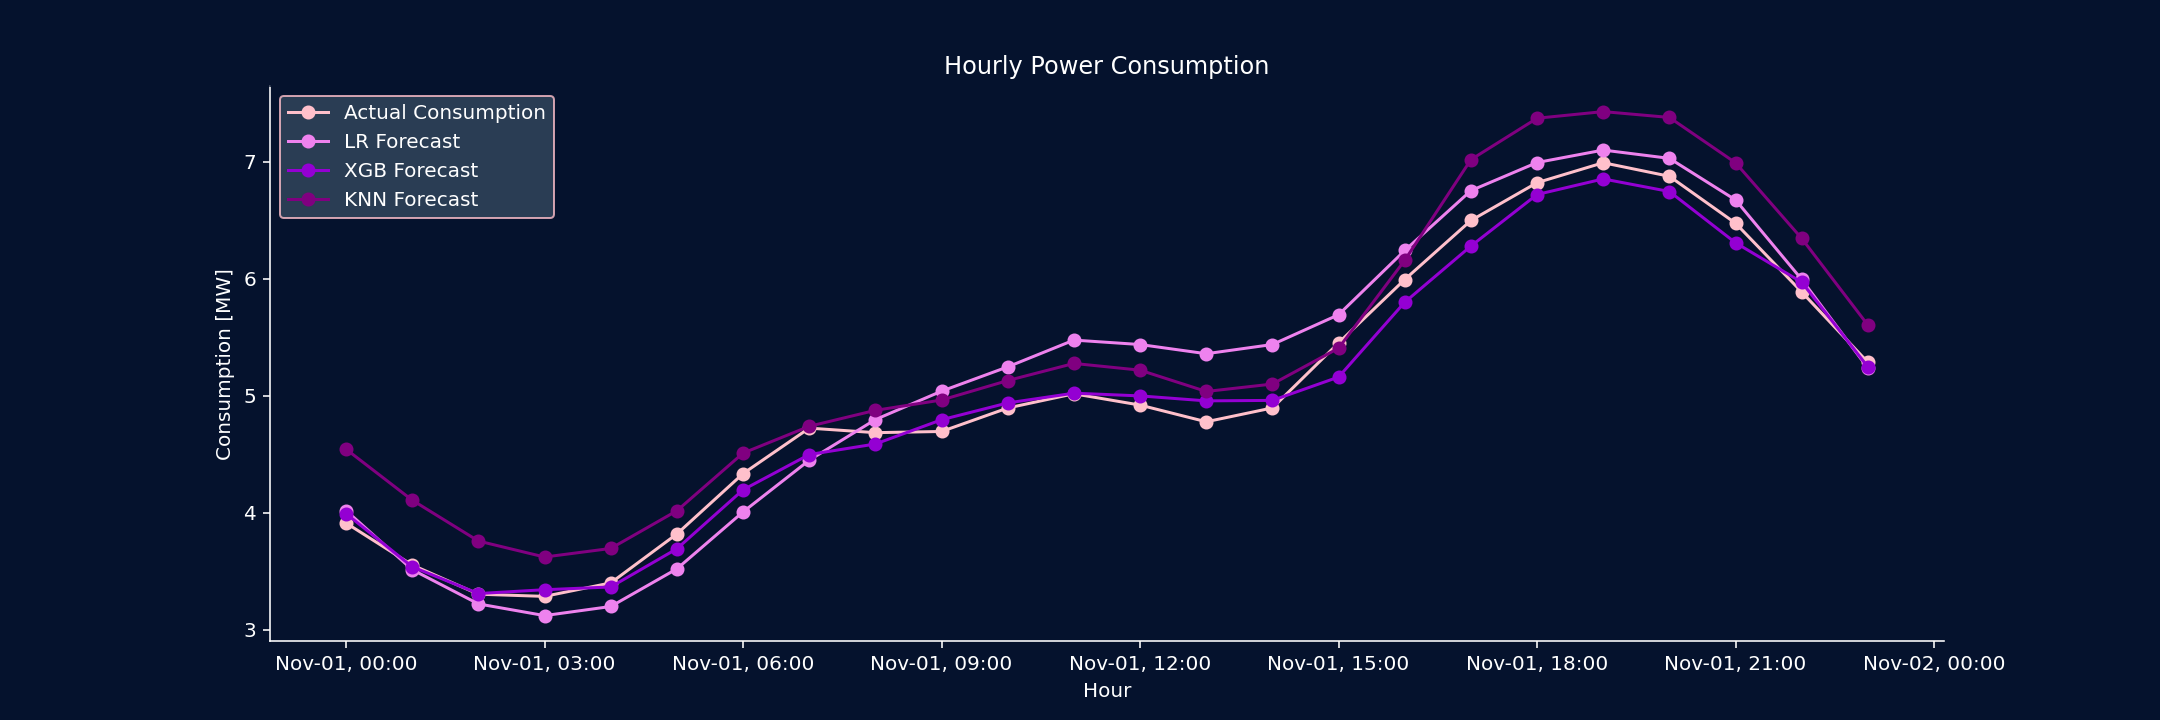 Hourly Power Consumption
Actual Consumption
LR Forecast
XGB Forecast
KNN Forecast
Consumption [MW]
7
6
5
4
3
Nov-01, 00:00 Nov-01, 03:00 Nov-01, 06:00 Nov-01, 09:00 Nov-01, 12:00 Nov-01, 15:00 Nov-01, 18:00 Nov-01, 21:00 Nov-02, 00:00
Hour